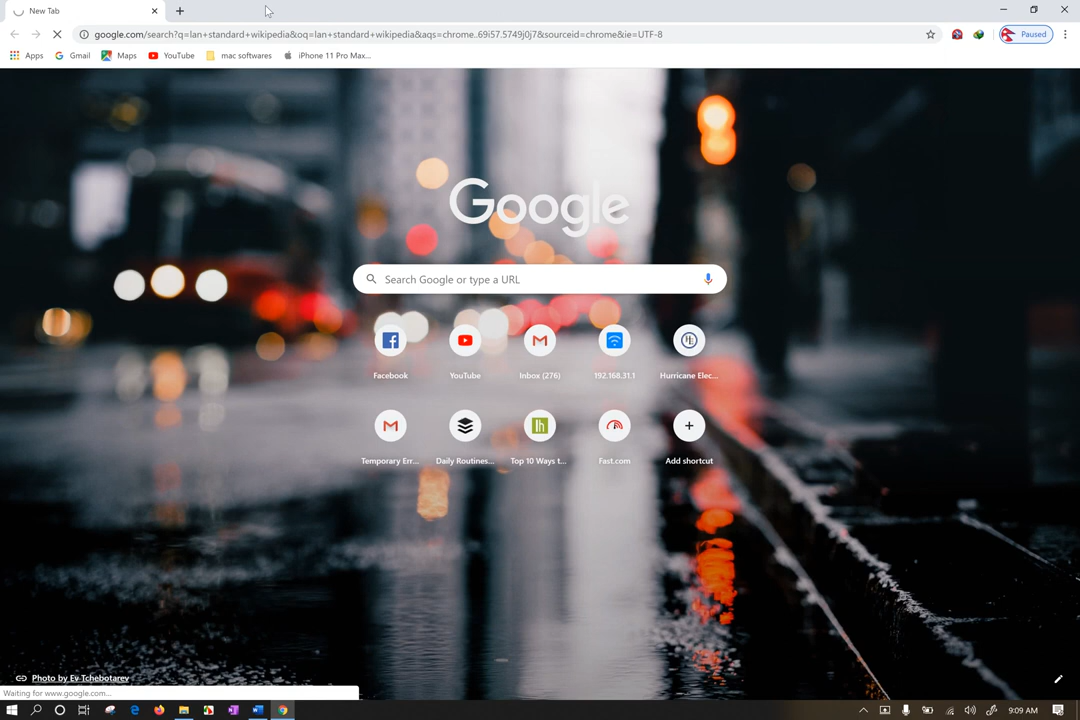 New Tab
google.com/search?q=lan+standard+wikipedia&oq=lan+standard+wikipedia&aqs=chrome..69i57.5749j0j7&sourceid=chrome&ie=UTF-8
Paused
Apps Gmail Maps YouTube mac softwares iPhone 11 Pro Max...
Google
Search Google or type a URL
Facebook YouTube Inbox (276) 192.168.31.1 Hurricane Elec...
Temporary Err... Daily Routines... Top 10 Ways t... Fast.com Add shortcut
Photo by Ev Tchebotarev
Waiting for www.google.com...
9:09 AM